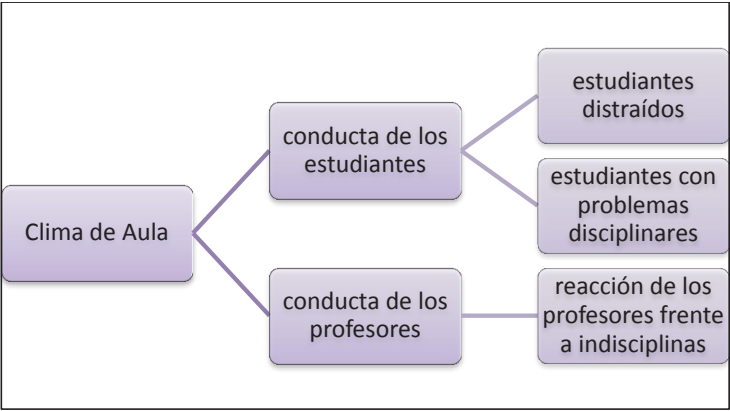 Clima de Aula
conducta de los
estudiantes
estudiantes
distraídos
estudiantes con
problemas
disciplinares
conducta de los
profesores
reacción de los
profesores frente
a indisciplinas